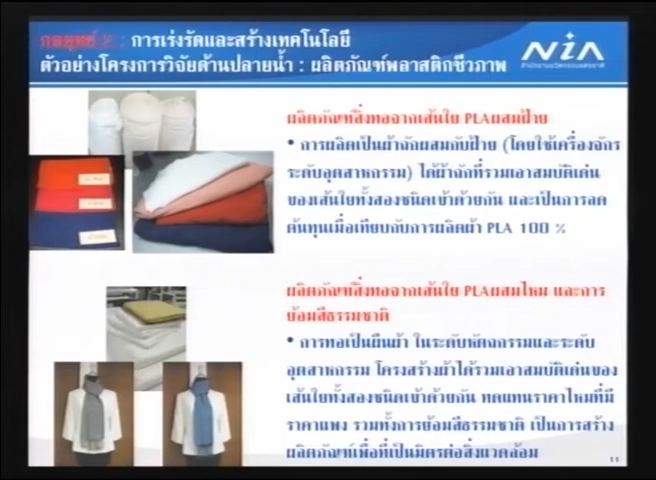 กลยุทธ์ 2 : การเร่งรัดและสร้างเทคโนโลยี
ตัวอย่างโครงการวิจัยด้านปลายน้ำ : ผลิตภัณฑ์พลาสติกชีวภาพ
NiA
สำนักงานนวัตกรรมแห่งชาติ
ผลิตภัณฑ์สิ่งทอจากเส้นใย PLAผสมฝ้าย
• การผลิตเป็นผ้าถักผสมกับฝ้าย (โดยใช้เครื่องจักร
ระดับอุตสาหกรรม) ได้ผ้าถักที่รวมเอาสมบัติเด่น
ของเส้นใยทั้งสองชนิดเข้าด้วยกัน และเป็นการลด
ต้นทุนเมื่อเทียบกับการผลิตผ้า PLA 100 %
ผลิตภัณฑ์สิ่งทอจากเส้นใย PLAผสมไหม และการ
ย้อมสีธรรมชาติ
• การทอเป็นผืนผ้า ในระดับหัตถกรรมและระดับ
อุตสาหกรรม โครงสร้างผ้าได้รวมเอาสมบัติเด่นของ
เส้นใยทั้งสองชนิดเข้าด้วยกัน ทดแทนราคาไหมที่มี
ราคาแพง รวมทั้งการย้อมสีธรรมชาติ เป็นการสร้าง
ผลิตภัณฑ์เพื่อที่เป็นมิตรต่อสิ่งแวดล้อม
11